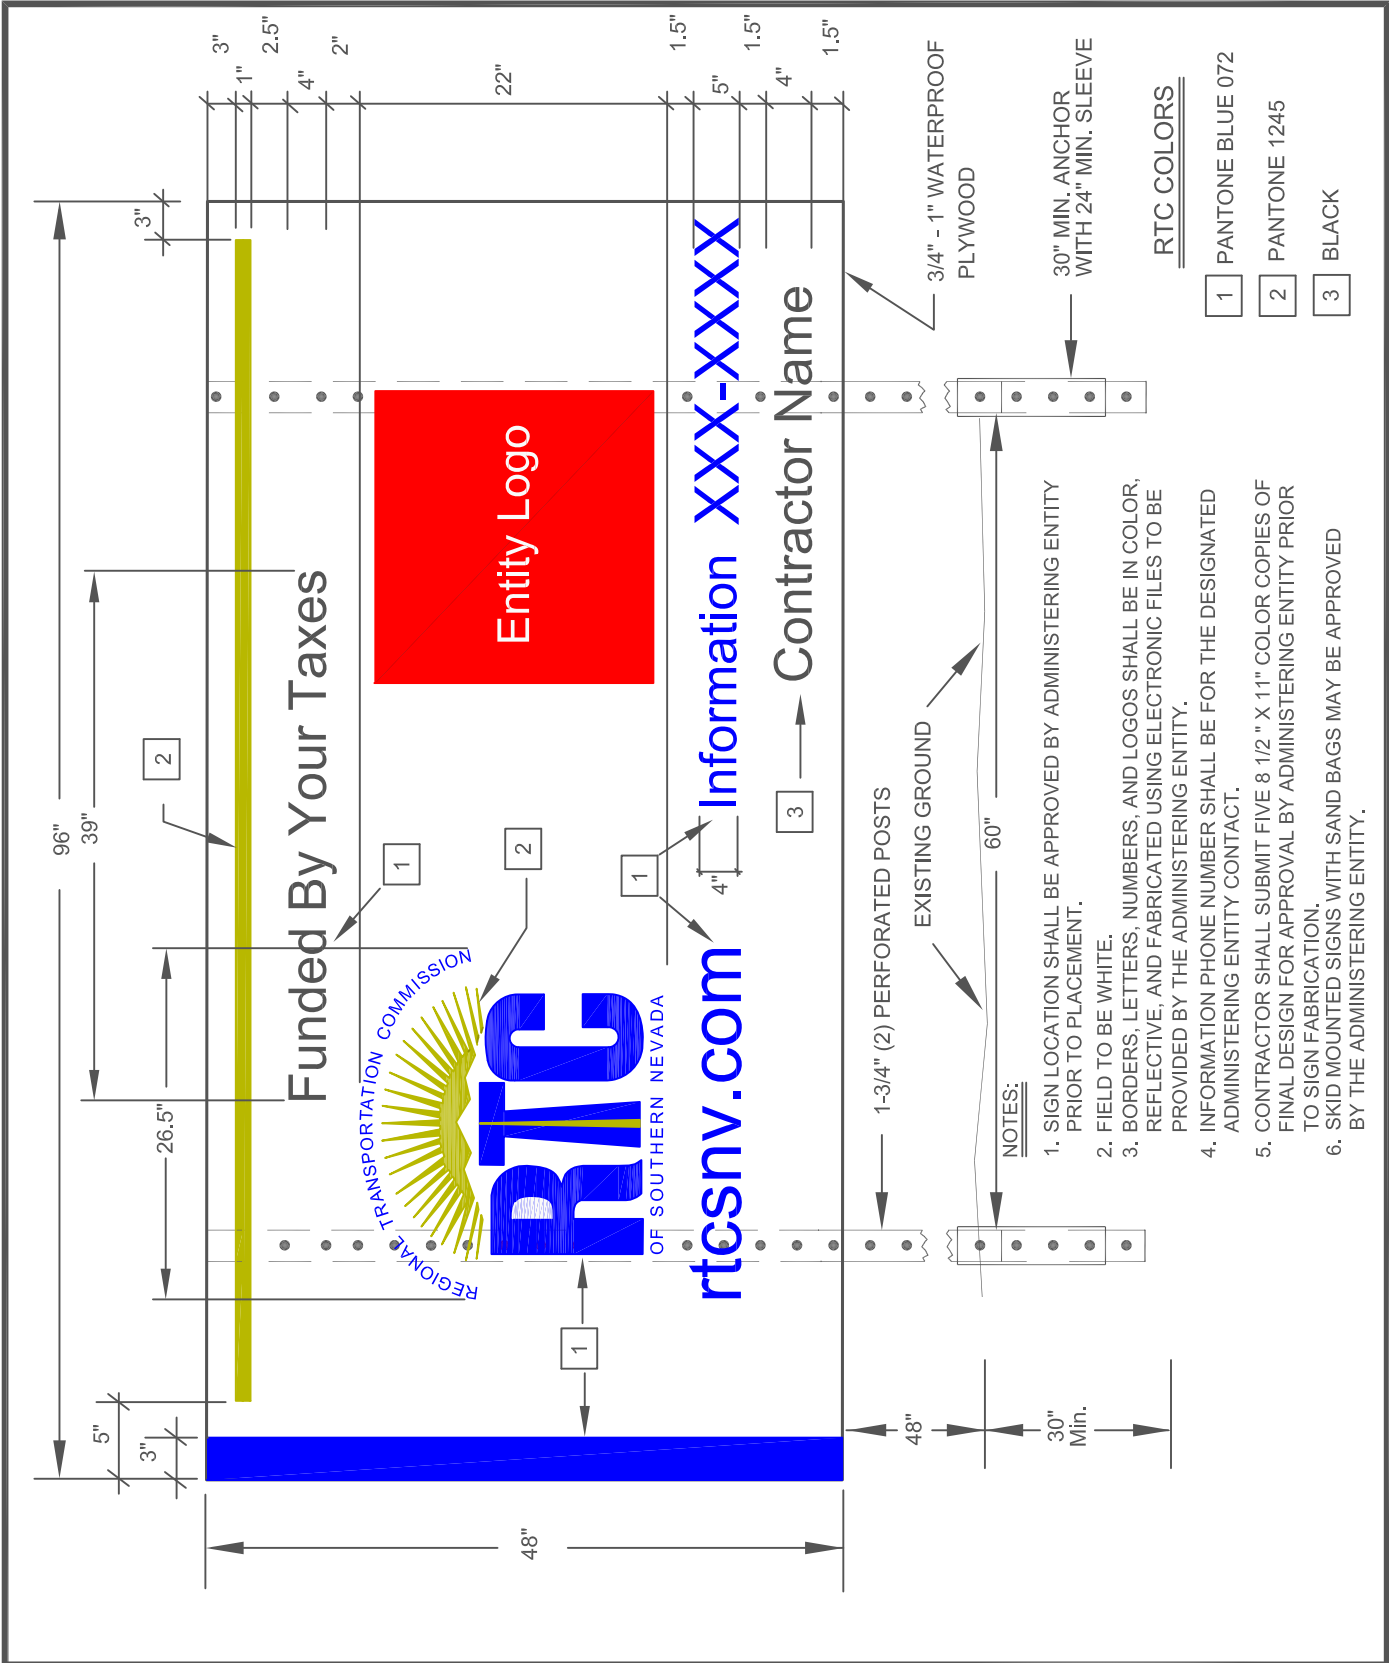 96"
39"
26.5"
5"
3"
3"
3"
1"
2.5"
4"
2"
22"
1.5"
5"
1.5"
4"
1.5"
48"
2
Funded By Your Taxes
1
REGIONAL TRANSPORTATION COMMISSION
2
RTC
OF SOUTHERN NEVADA
1
Entity Logo
1
4"
rtcsnv.com Information XXX-XXXX
3
Contractor Name
3/4" - 1" WATERPROOF
PLYWOOD
1-3/4" (2) PERFORATED POSTS
EXISTING GROUND
48"
30"
Min.
60"
30" MIN. ANCHOR
WITH 24" MIN. SLEEVE
NOTES:
1. SIGN LOCATION SHALL BE APPROVED BY ADMINISTERING ENTITY
PRIOR TO PLACEMENT.
2. FIELD TO BE WHITE.
3. BORDERS, LETTERS, NUMBERS, AND LOGOS SHALL BE IN COLOR,
REFLECTIVE, AND FABRICATED USING ELECTRONIC FILES TO BE
PROVIDED BY THE ADMINISTERING ENTITY.
4. INFORMATION PHONE NUMBER SHALL BE FOR THE DESIGNATED
ADMINISTERING ENTITY CONTACT.
5. CONTRACTOR SHALL SUBMIT FIVE 8 1/2 " X 11" COLOR COPIES OF
FINAL DESIGN FOR APPROVAL BY ADMINISTERING ENTITY PRIOR
TO SIGN FABRICATION.
6. SKID MOUNTED SIGNS WITH SAND BAGS MAY BE APPROVED
BY THE ADMINISTERING ENTITY.
RTC COLORS
1 PANTONE BLUE 072
2 PANTONE 1245
3 BLACK